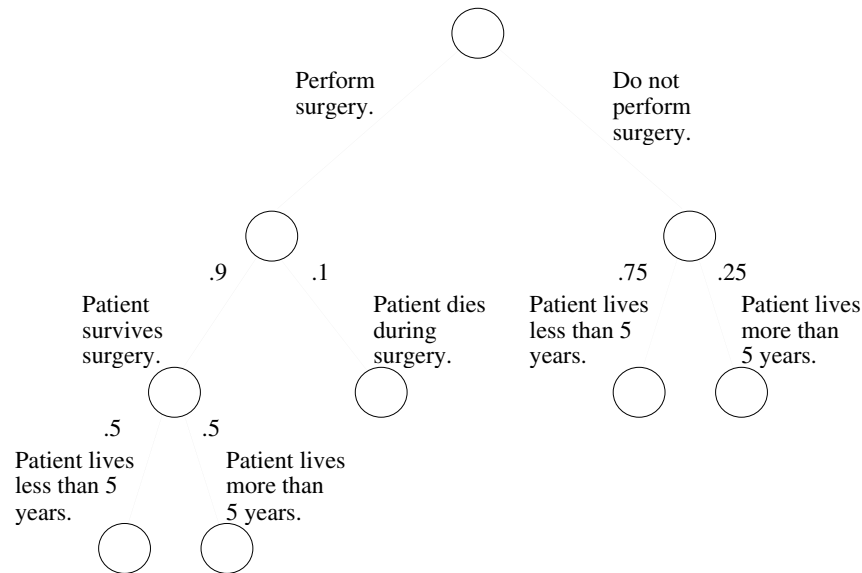 Perform
surgery.
Do not
perform
surgery.
.9
.1
.75
.25
Patient
survives
surgery.
Patient dies
during
surgery.
Patient lives
less than 5
years.
Patient lives
more than
5 years.
.5
.5
Patient lives
less than 5
years.
Patient lives
more than
5 years.